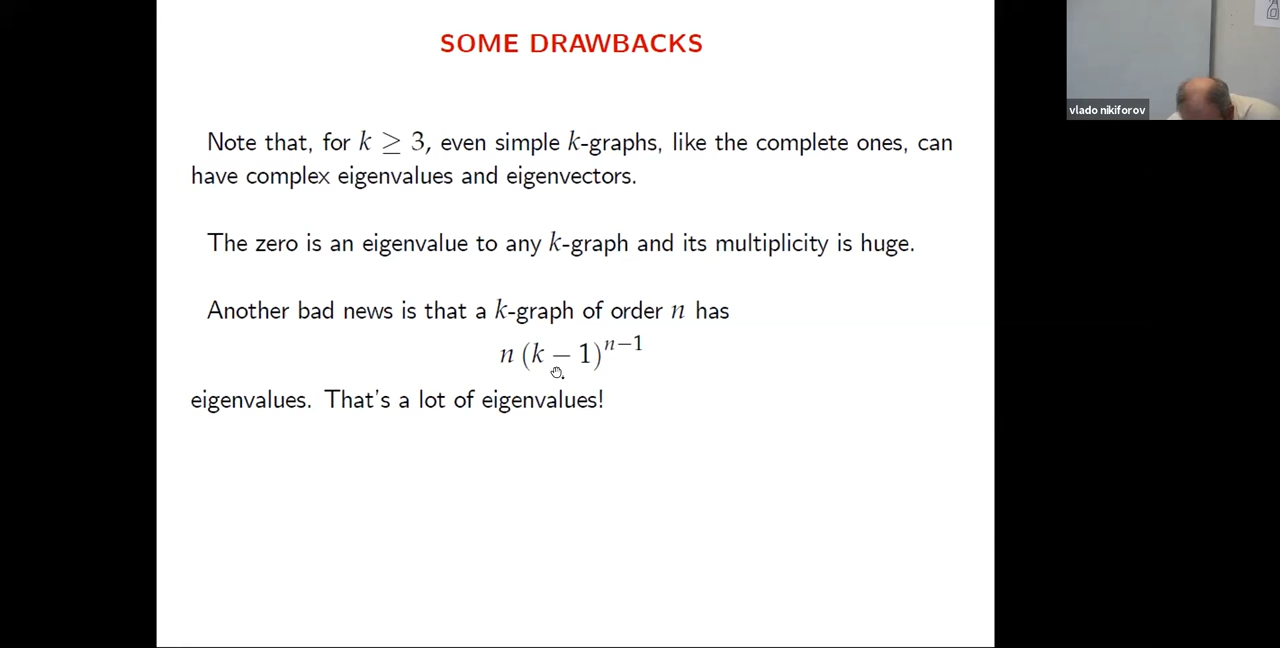 SOME DRAWBACKS
vlado nikiforov
Note that, for k ≥ 3, even simple k-graphs, like the complete ones, can
have complex eigenvalues and eigenvectors.
The zero is an eigenvalue to any k-graph and its multiplicity is huge.
Another bad news is that a k-graph of order n has
n (k − 1)^{n−1}
eigenvalues. That's a lot of eigenvalues!